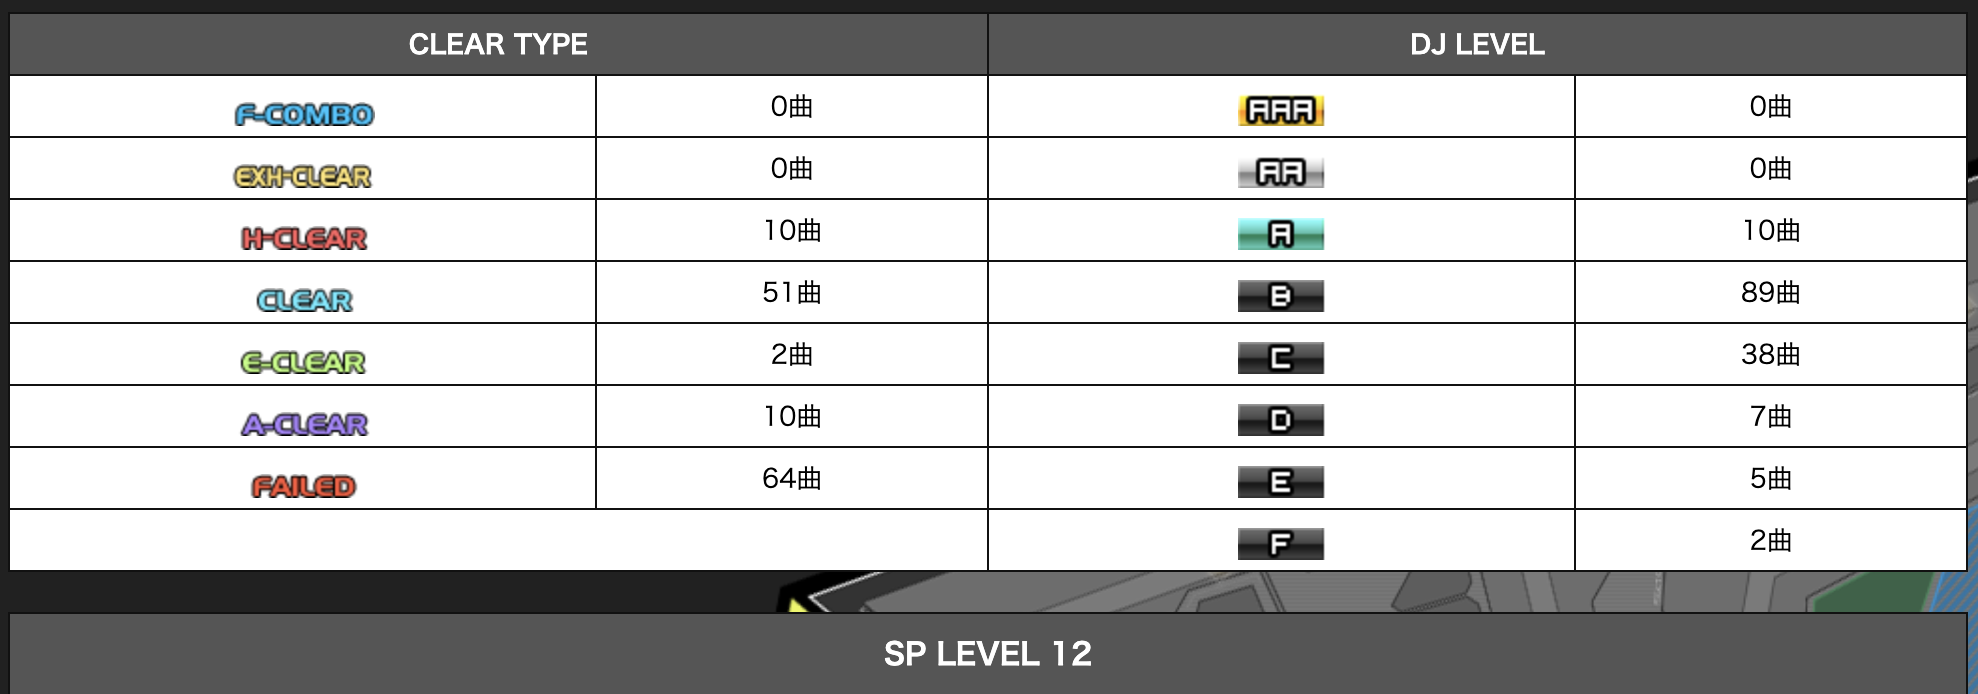 CLEAR TYPE DJ LEVEL
F-COMBO 0曲 AAA 0曲
EXH-CLEAR 0曲 AA 0曲
H-CLEAR 10曲 A 10曲
CLEAR 51曲 B 89曲
E-CLEAR 2曲 C 38曲
A-CLEAR 10曲 D 7曲
FAILED 64曲 E 5曲
F 2曲
SP LEVEL 12